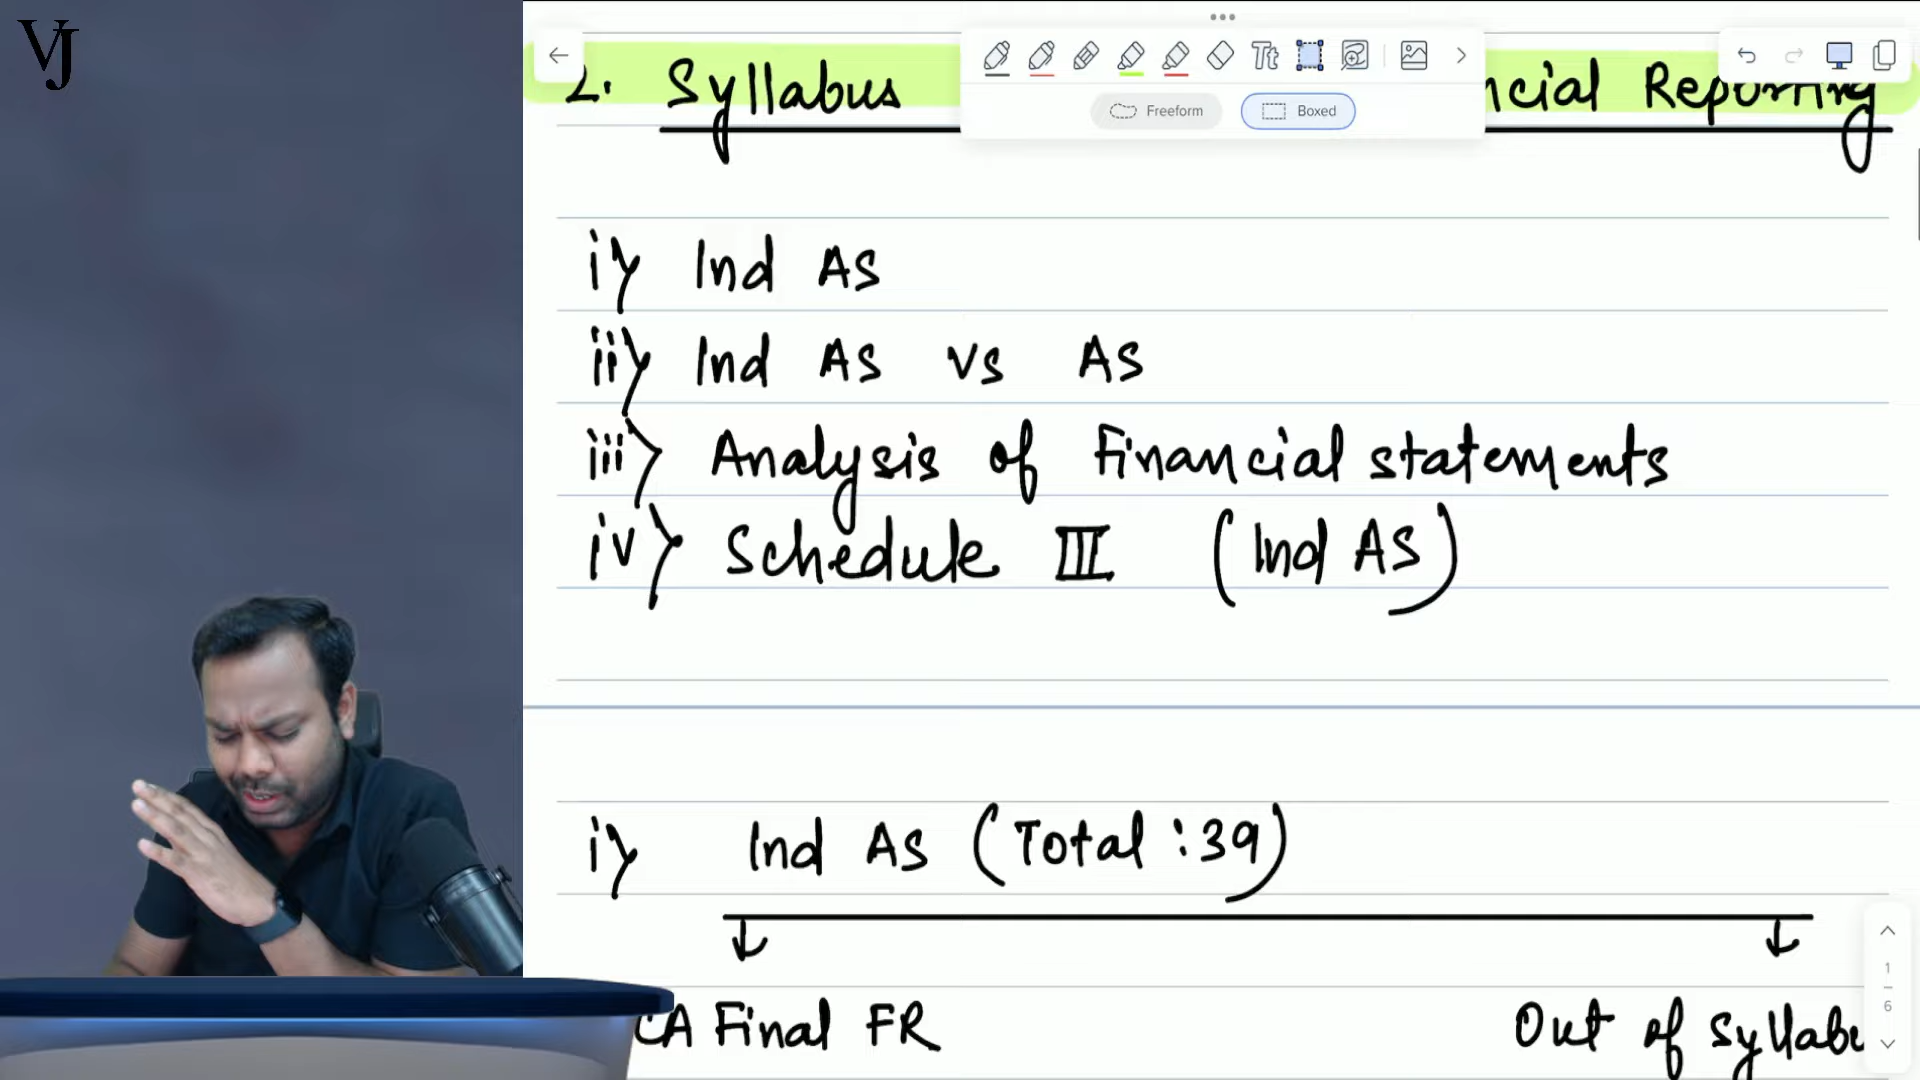 VJ
2. Syllabus ncial Reporting
Freeform Boxed
i) Ind AS
ii) Ind AS vs AS
iii) Analysis of Financial statements
iv) Schedule III (Ind AS)
i) Ind AS (Total : 39)
CA Final FR Out of Syllabu
1
6